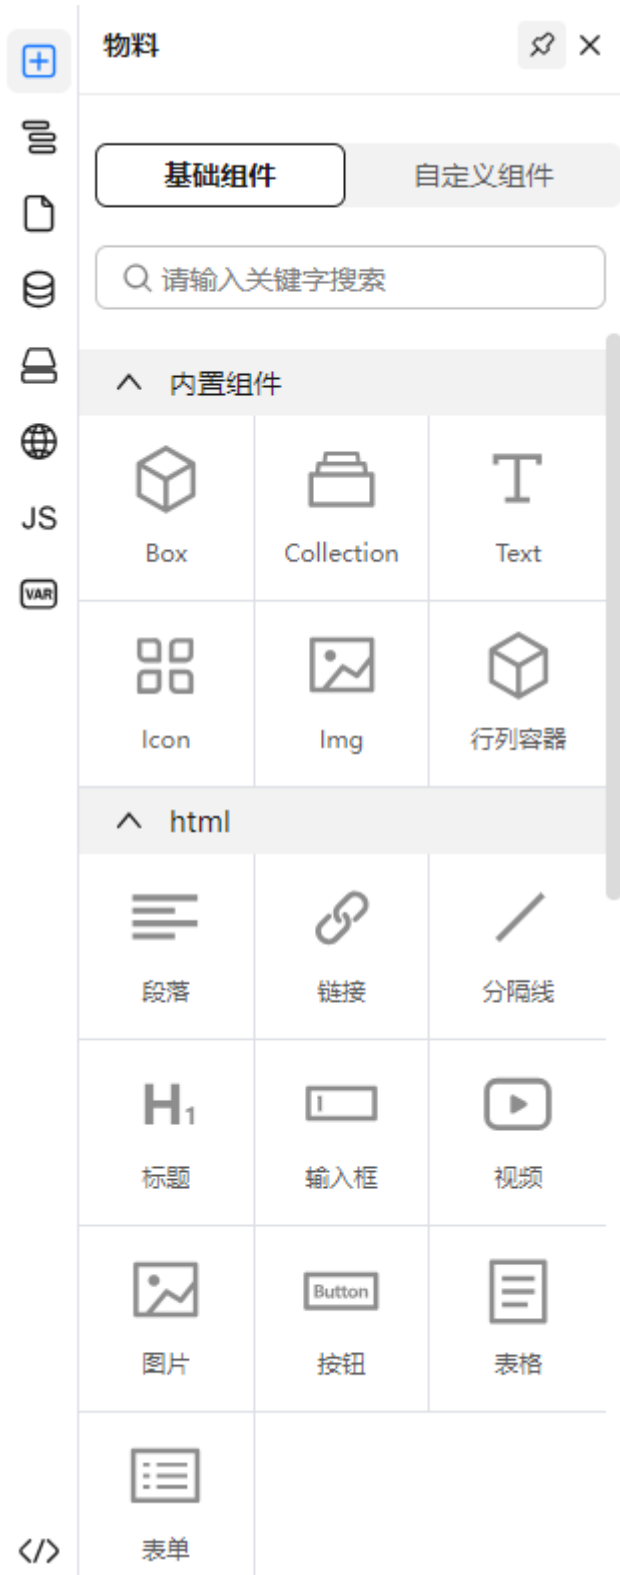 物料
基础组件 自定义组件
请输入关键字搜索
内置组件
Box Collection Text
Icon Img 行列容器
JS
VAR
html
段落 链接 分隔线
H1
标题 输入框 视频
Button
图片 按钮 表格
表单
</>